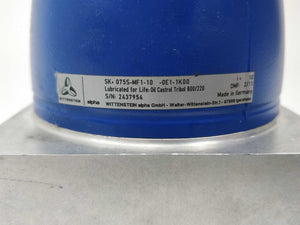 SK+ 075S-MF1-10 -0E1-1K00
Lubricated for Life-Oil Castrol Tribol 800/220
S/N: 2437954
Made in Germany
WITTENSTEIN alpha
WITTENSTEIN alpha GmbH - Walter-Wittenstein-Str.1 - 97999 Igersheim